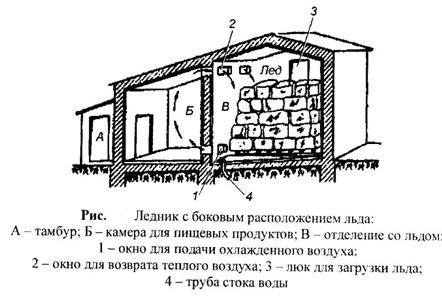 2
3
Лед
А
Б
В
1
4
Рис. Ледник с боковым расположением льда:
А – тамбур; Б – камера для пищевых продуктов; В – отделение со льдом;
1 – окно для подачи охлажденного воздуха;
2 – окно для возврата теплого воздуха; 3 – люк для загрузки льда;
4 – труба стока воды